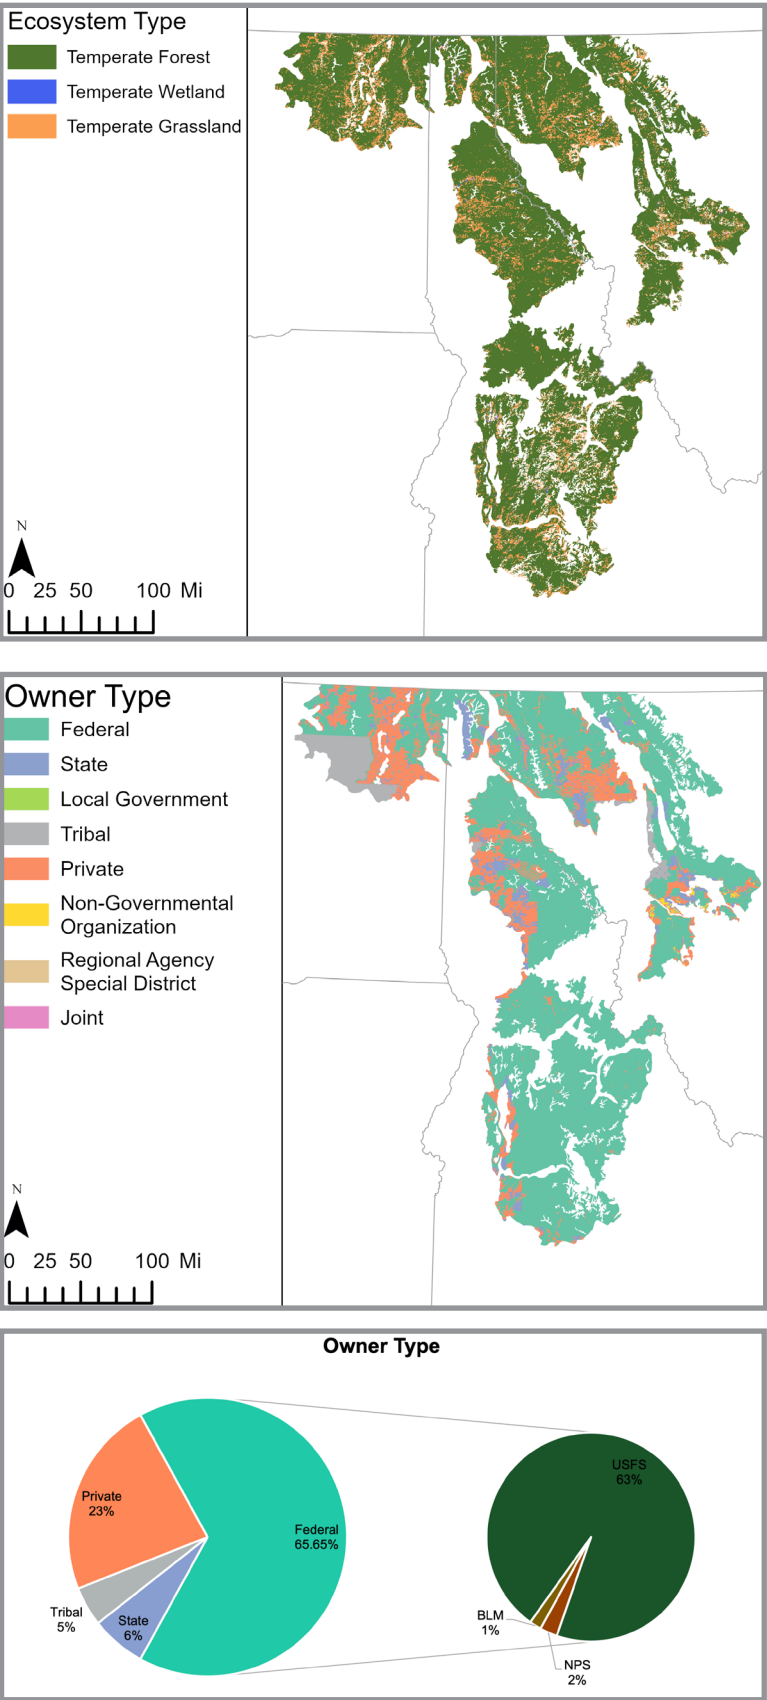 Ecosystem Type
Temperate Forest
Temperate Wetland
Temperate Grassland
N
0 25 50 100 Mi
Owner Type
Federal
State
Local Government
Tribal
Private
Non-Governmental
Organization
Regional Agency
Special District
Joint
N
0 25 50 100 Mi
Owner Type
Private
23%
Federal
65.65%
Tribal
5%
State
6%
USFS
63%
BLM
1%
NPS
2%